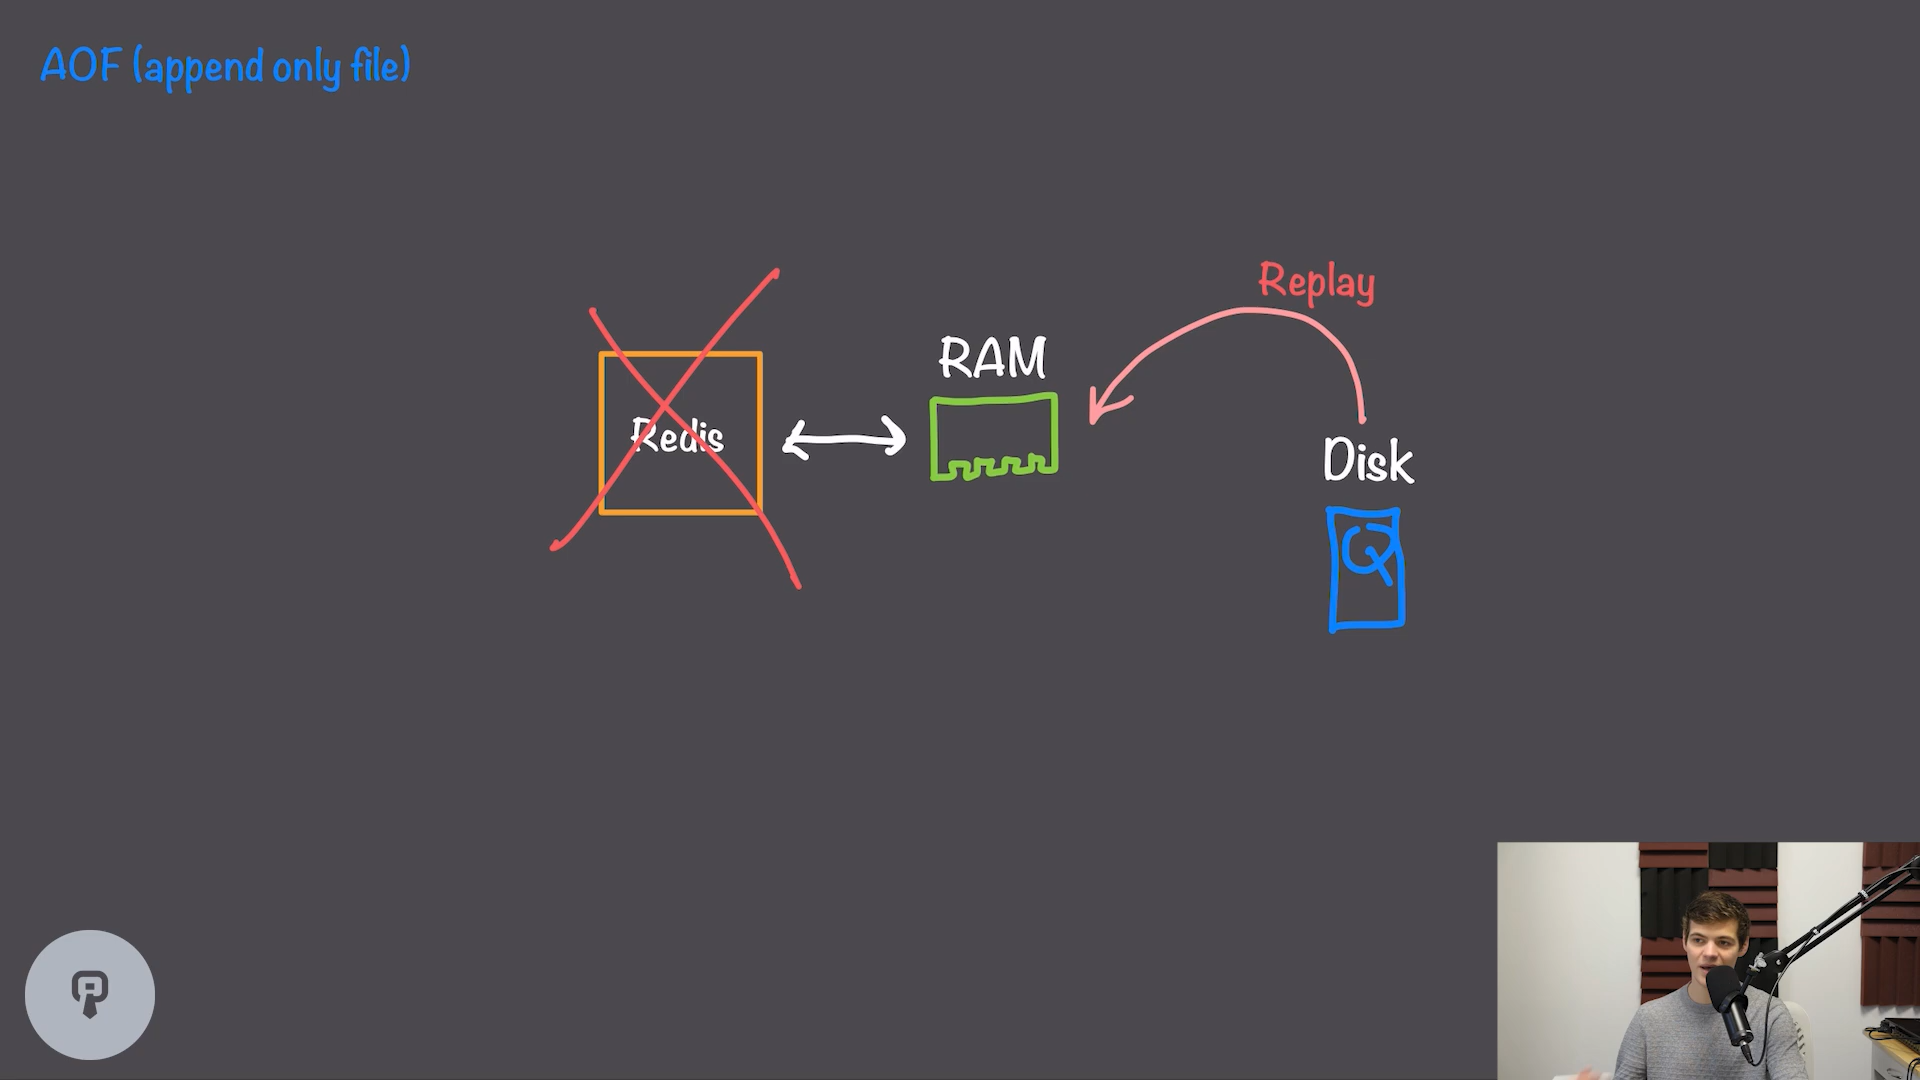 AOF (append only file)
Replay
RAM
Redis
Disk